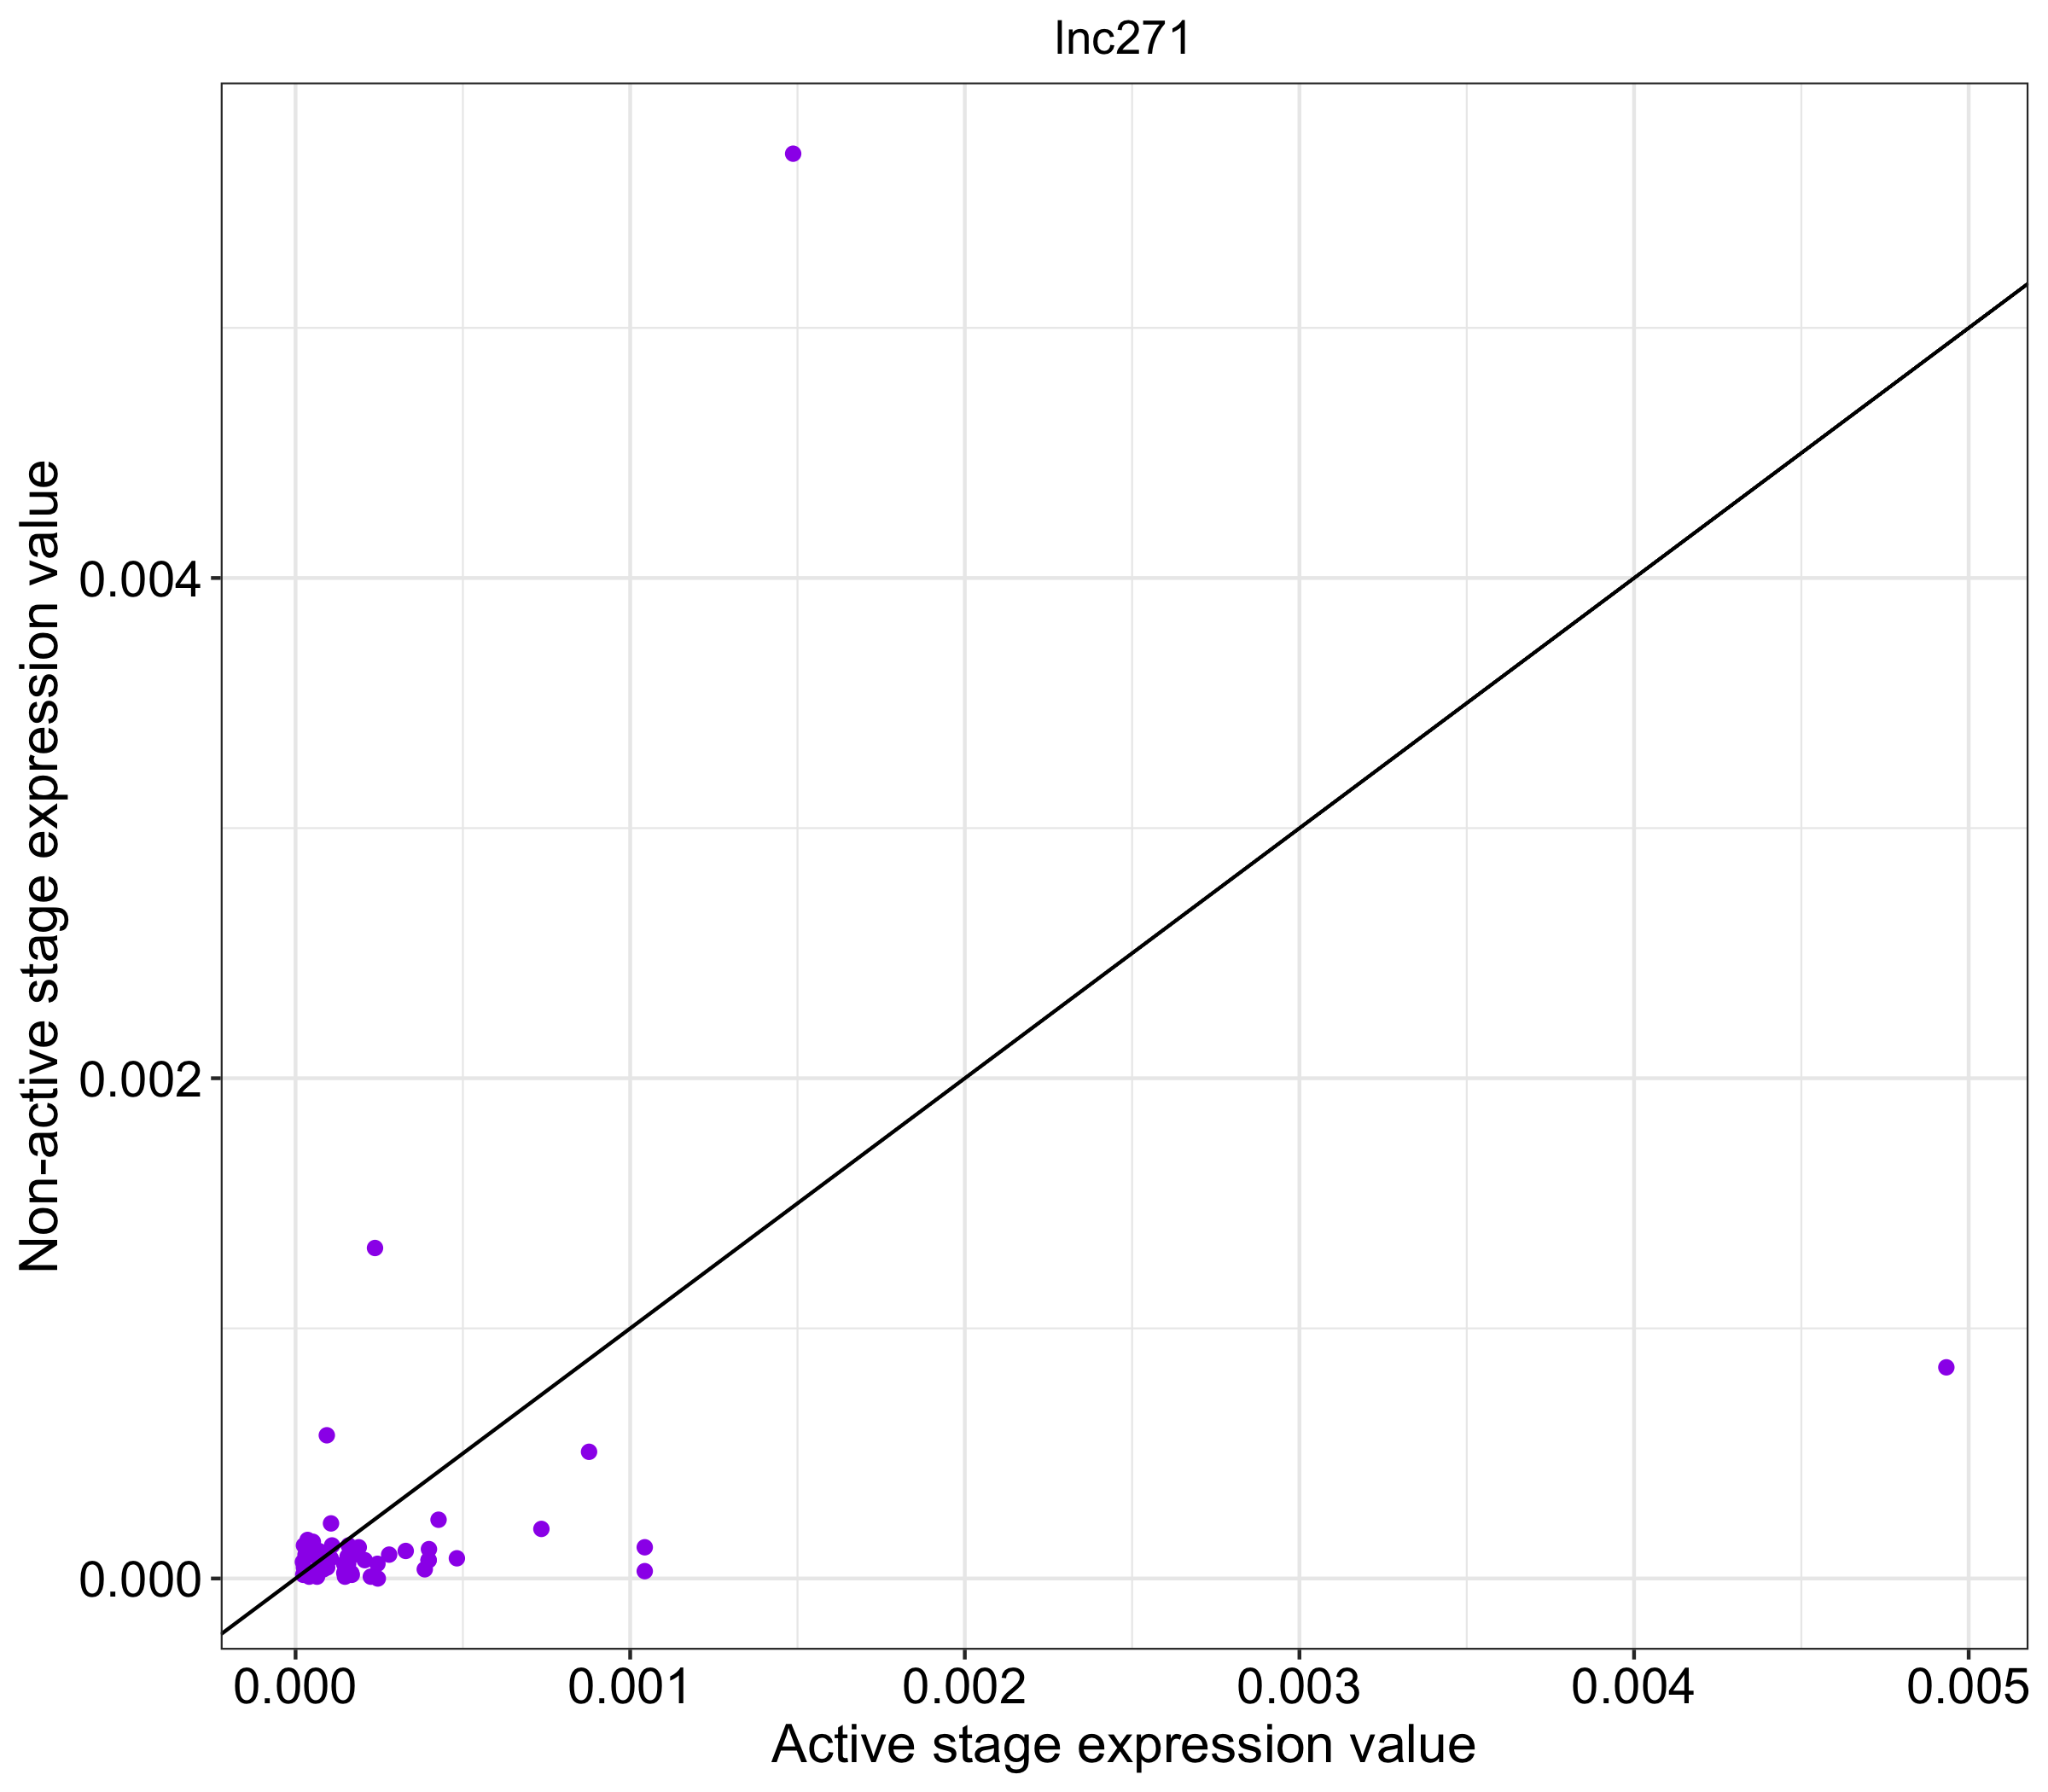 lnc271
Non-active stage expression value
0.004
0.002
0.000
0.000 0.001 0.002 0.003 0.004 0.005
Active stage expression value